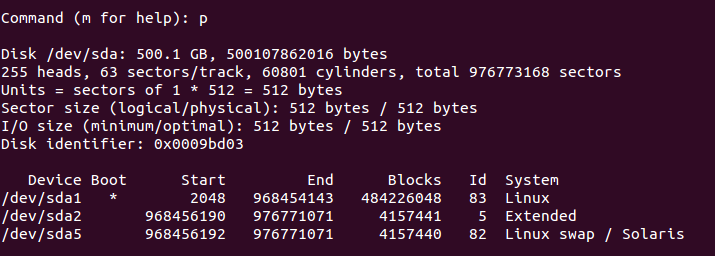 Command (m for help): p
Disk /dev/sda: 500.1 GB, 500107862016 bytes
255 heads, 63 sectors/track, 60801 cylinders, total 976773168 sectors
Units = sectors of 1 * 512 = 512 bytes
Sector size (logical/physical): 512 bytes / 512 bytes
I/O size (minimum/optimal): 512 bytes / 512 bytes
Disk identifier: 0x0009bd03
Device Boot Start End Blocks Id System
/dev/sda1 * 2048 968454143 484226048 83 Linux
/dev/sda2 968456190 976771071 4157441 5 Extended
/dev/sda5 968456192 976771071 4157440 82 Linux swap / Solaris